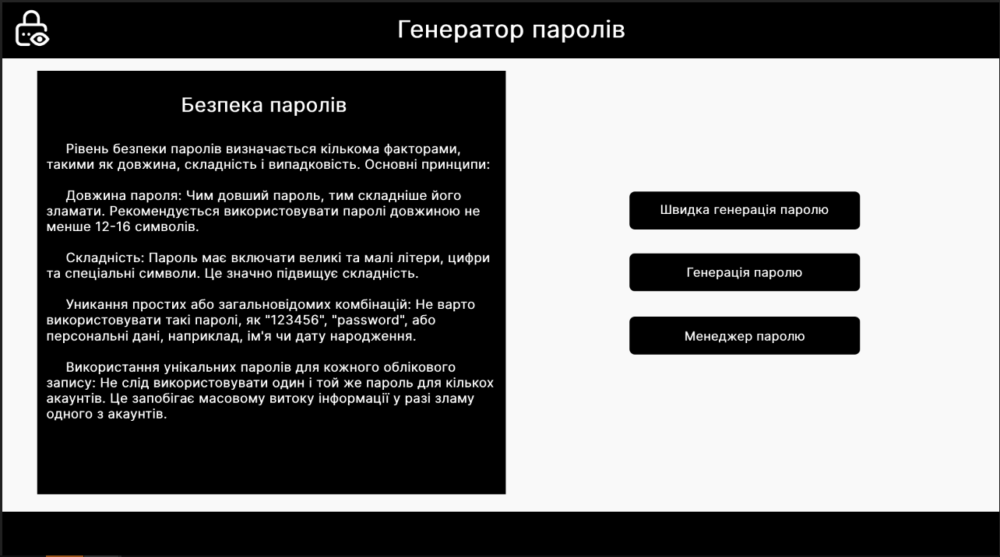 Генератор паролів
Безпека паролів
Рівень безпеки паролів визначається кількома факторами,
такими як довжина, складність і випадковість. Основні принципи:
Довжина пароля: Чим довший пароль, тим складніше його
зламати. Рекомендується використовувати паролі довжиною не
менше 12-16 символів.
Складність: Пароль має включати великі та малі літери, цифри
та спеціальні символи. Це значно підвищує складність.
Уникання простих або загальновідомих комбінацій: Не варто
використовувати такі паролі, як "123456", "password", або
персональні дані, наприклад, ім'я чи дату народження.
Використання унікальних паролів для кожного облікового
запису: Не слід використовувати один і той же пароль для кількох
акаунтів. Це запобігає масовому витоку інформації у разі зламу
одного з акаунтів.
Швидка генерація паролю
Генерація паролю
Менеджер паролю